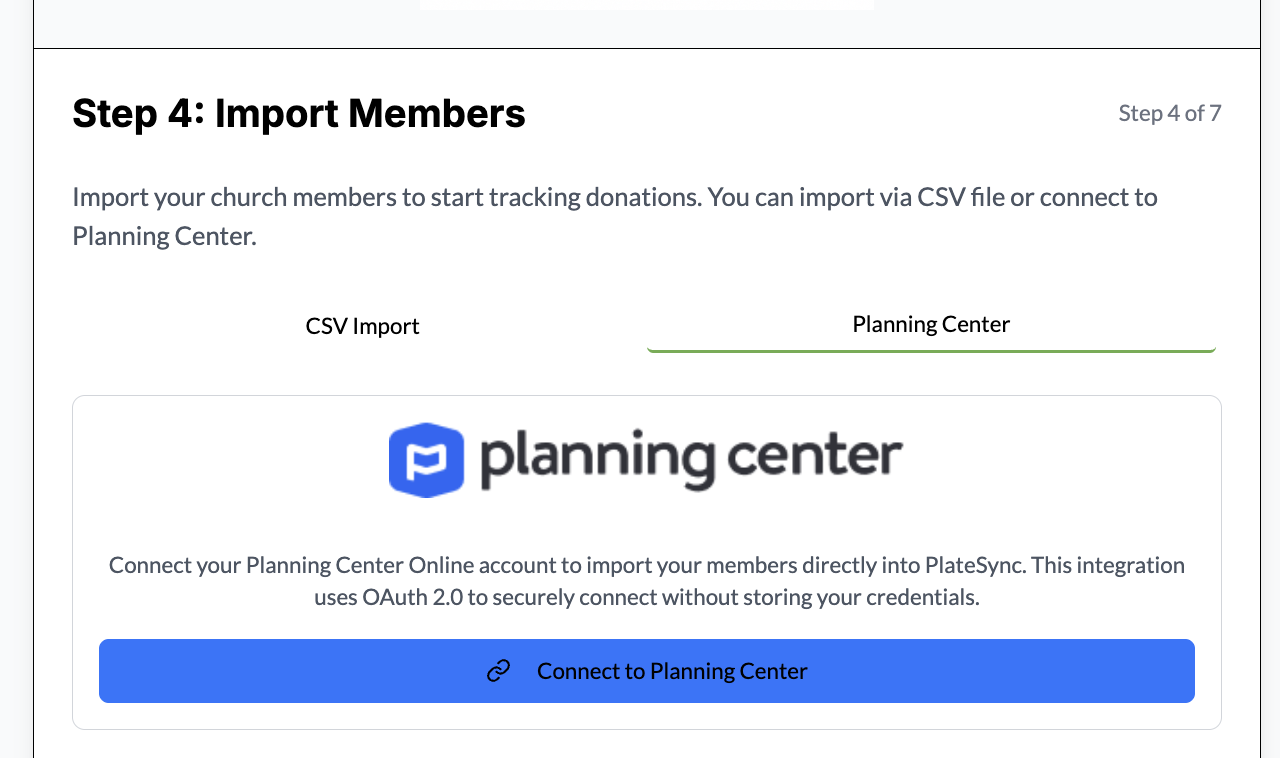 Step 4: Import Members
Step 4 of 7
Import your church members to start tracking donations. You can import via CSV file or connect to
Planning Center.
CSV Import
Planning Center
planning center
Connect your Planning Center Online account to import your members directly into PlateSync. This integration
uses OAuth 2.0 to securely connect without storing your credentials.
Connect to Planning Center